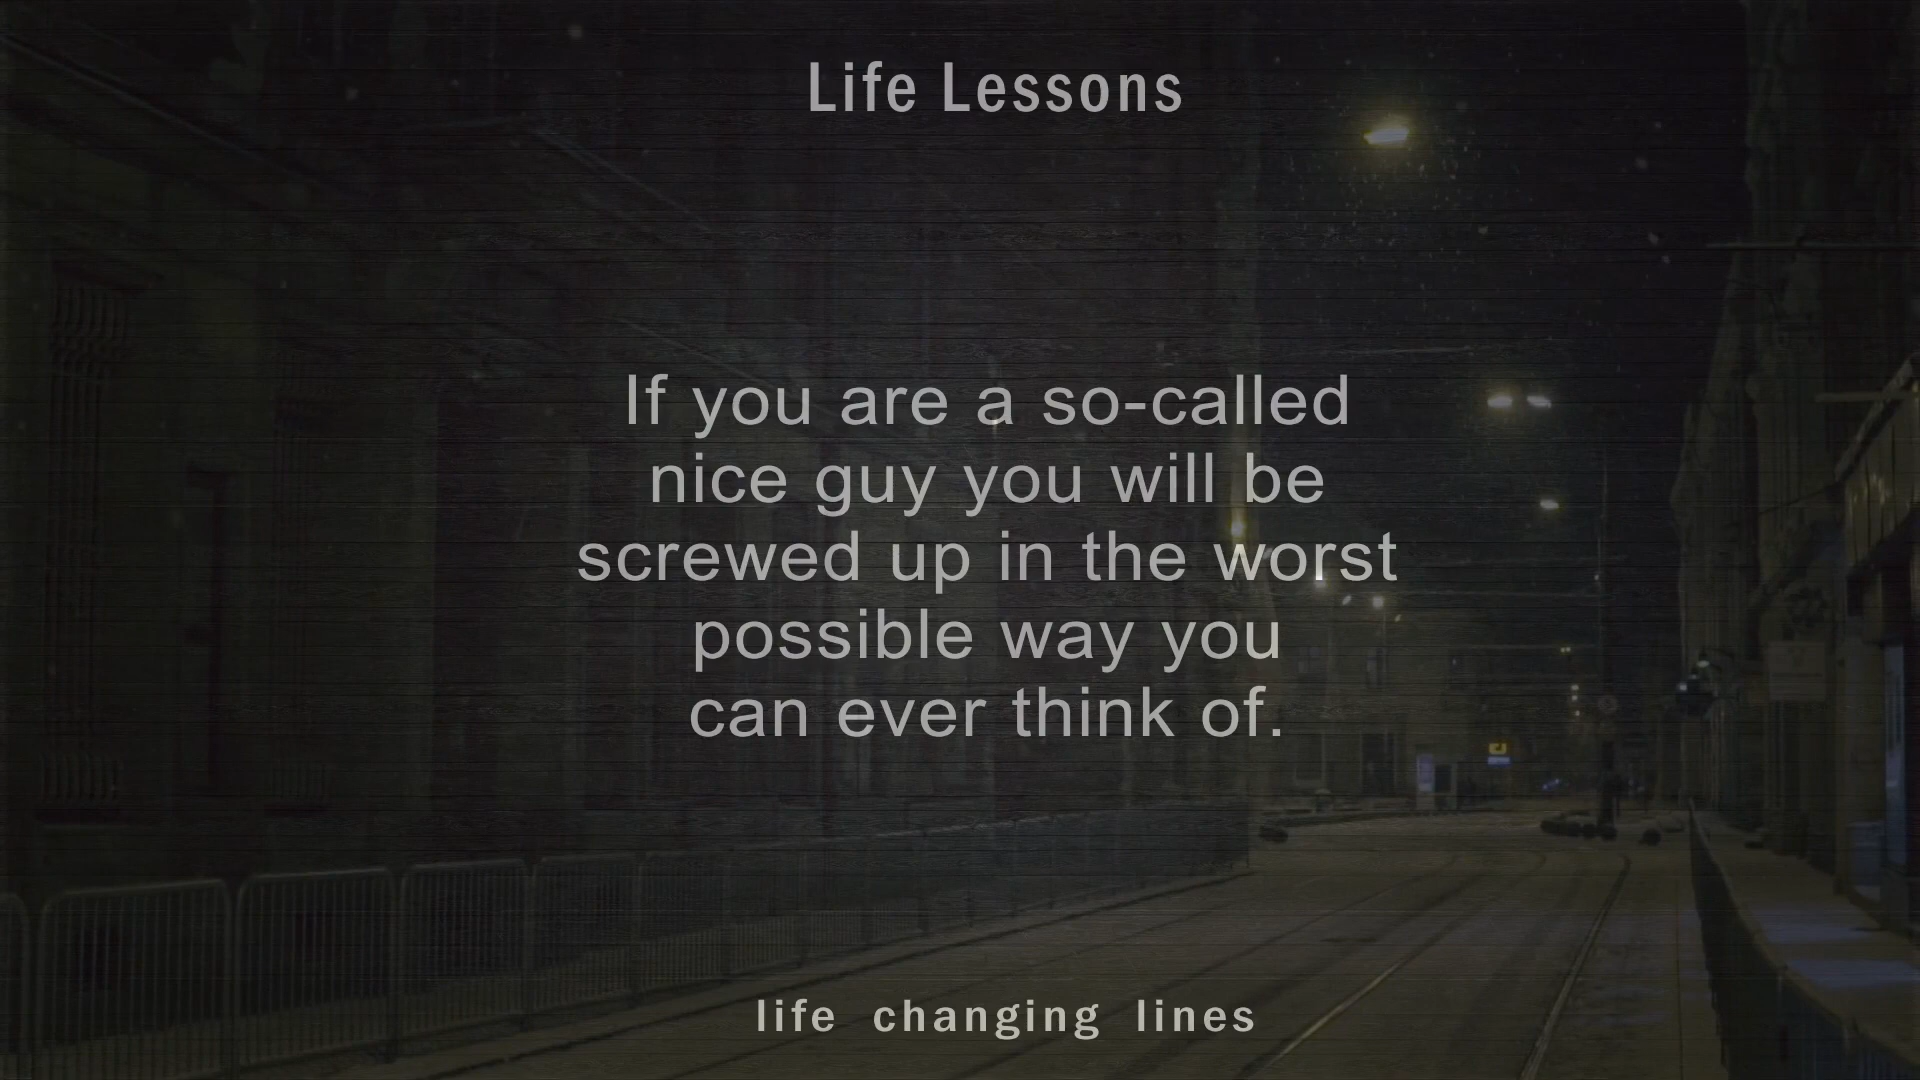 Life Lessons
If you are a so-called
nice guy you will be
screwed up in the worst
possible way you
can ever think of.
life changing lines